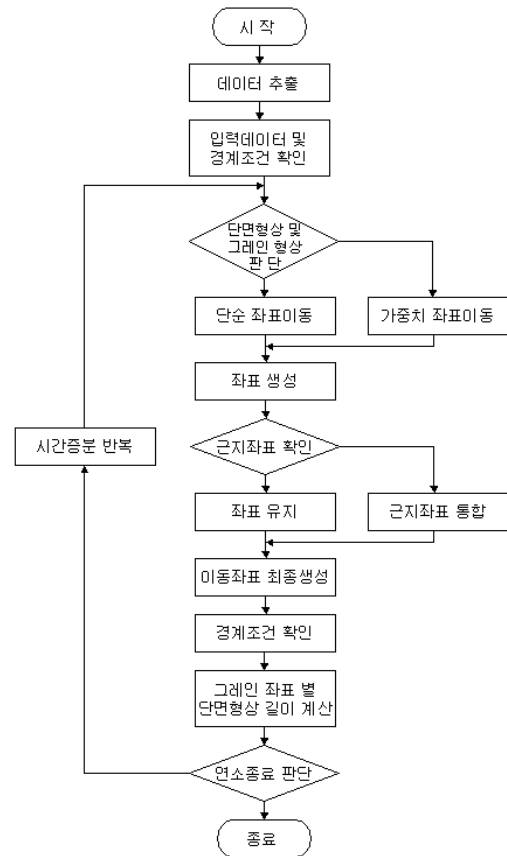 시 작
데이터 추출
입력데이터 및
경계조건 확인
단면형상 및
그레인 형상
판 단
단순 좌표이동
가중치 좌표이동
좌표 생성
시간증분 반복
근지좌표 확인
좌표 유지
근지좌표 통합
이동좌표 최종생성
경계조건 확인
그레인 좌표 별
단면형상 길이 계산
연소종료 판단
종료